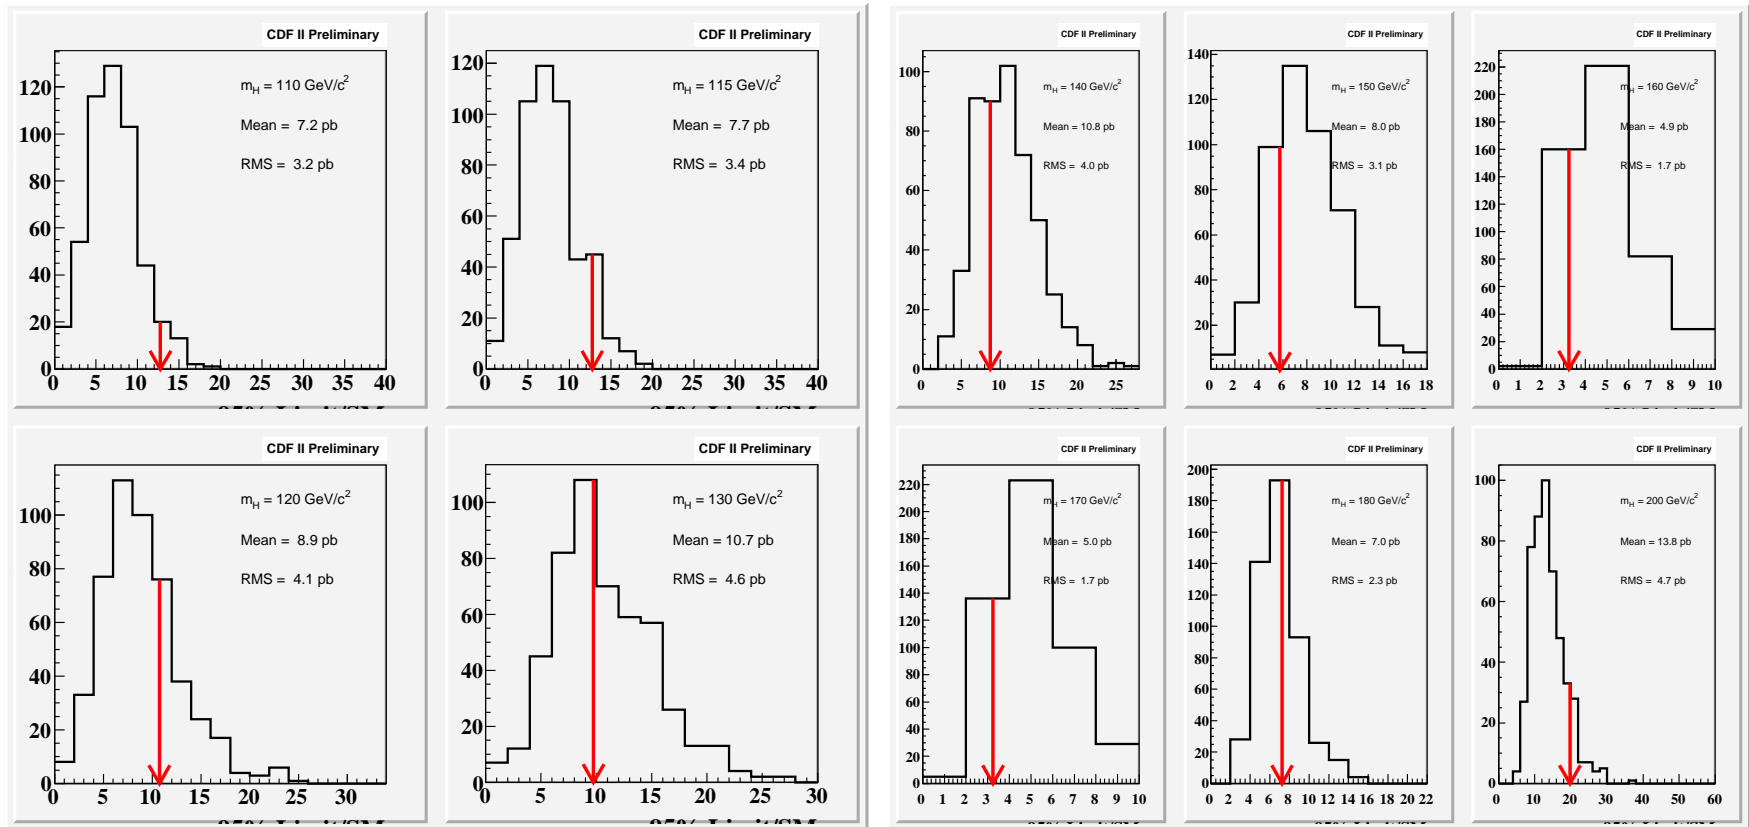 CDF II Preliminary
m_H = 110 GeV/c^2
Mean = 7.2 pb
RMS = 3.2 pb
120
100
80
60
40
20
0
0 5 10 15 20 25 30 35 40
CDF II Preliminary
m_H = 115 GeV/c^2
Mean = 7.7 pb
RMS = 3.4 pb
120
100
80
60
40
20
0
0 5 10 15 20 25 30 35 40
CDF II Preliminary
m_H = 140 GeV/c^2
Mean = 10.8 pb
RMS = 4.0 pb
100
80
60
40
20
0
0 5 10 15 20 25
CDF II Preliminary
m_H = 150 GeV/c^2
Mean = 8.0 pb
RMS = 3.1 pb
140
120
100
80
60
40
20
0 2 4 6 8 10 12 14 16 18
CDF II Preliminary
m_H = 160 GeV/c^2
Mean = 4.9 pb
RMS = 1.7 pb
220
200
180
160
140
120
100
80
60
40
20
0
0 1 2 3 4 5 6 7 8 9 10
CDF II Preliminary
m_H = 120 GeV/c^2
Mean = 8.9 pb
RMS = 4.1 pb
100
80
60
40
20
0
0 5 10 15 20 25 30
CDF II Preliminary
m_H = 130 GeV/c^2
Mean = 10.7 pb
RMS = 4.6 pb
100
80
60
40
20
0
0 5 10 15 20 25 30
CDF II Preliminary
m_H = 170 GeV/c^2
Mean = 5.0 pb
RMS = 1.7 pb
220
200
180
160
140
120
100
80
60
40
20
0
0 1 2 3 4 5 6 7 8 9 10
CDF II Preliminary
m_H = 180 GeV/c^2
Mean = 7.0 pb
RMS = 2.3 pb
200
180
160
140
120
100
80
60
40
20
0
0 2 4 6 8 10 12 14 16 18 20 22
CDF II Preliminary
m_H = 200 GeV/c^2
Mean = 13.8 pb
RMS = 4.7 pb
100
80
60
40
20
0
0 10 20 30 40 50 60